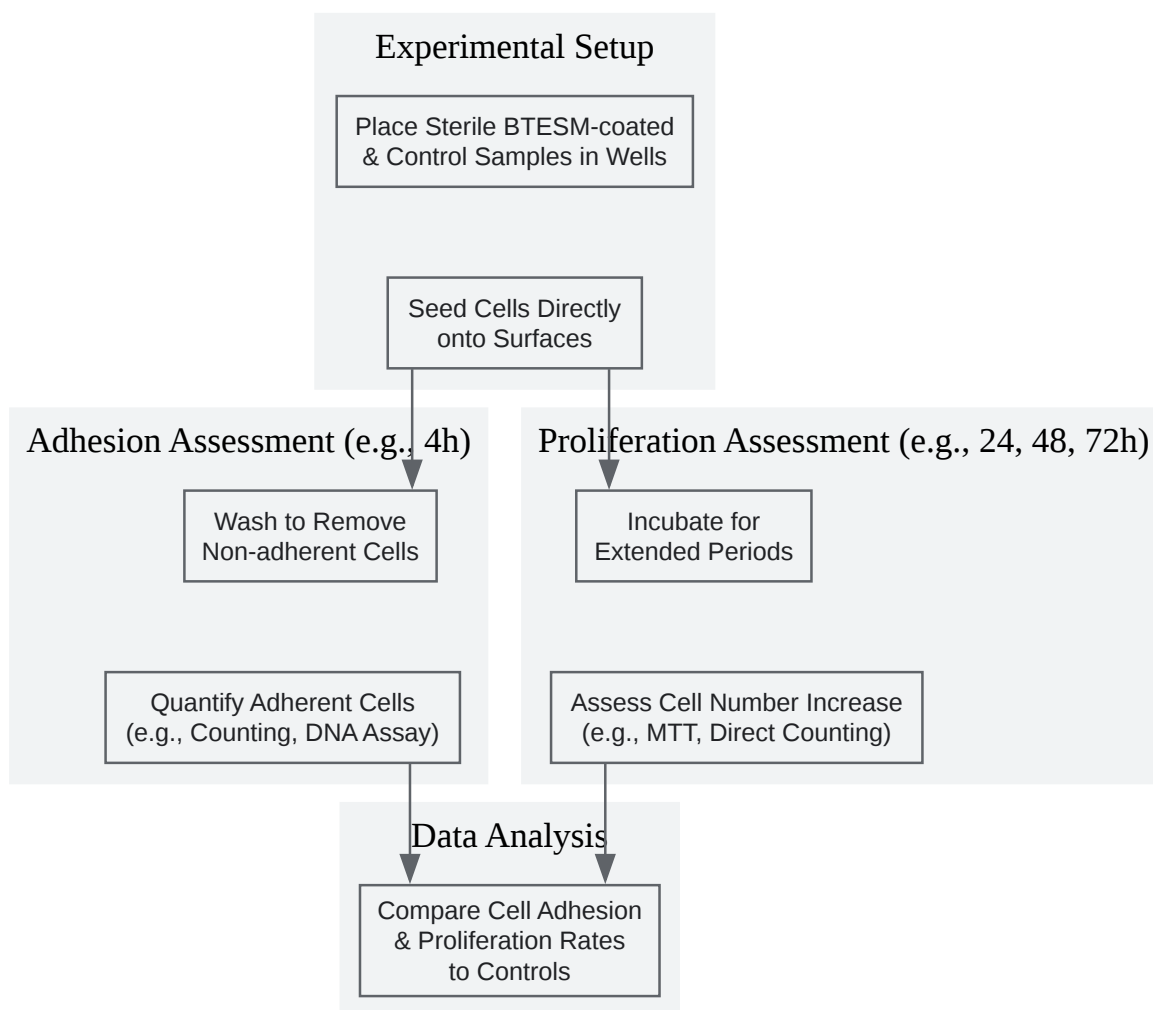 Experimental Setup
Place Sterile BTESM-coated
& Control Samples in Wells
Seed Cells Directly
onto Surfaces
Adhesion Assessment (e.g., 4h)
Wash to Remove
Non-adherent Cells
Quantify Adherent Cells
(e.g., Counting, DNA Assay)
Proliferation Assessment (e.g., 24, 48, 72h)
Incubate for
Extended Periods
Assess Cell Number Increase
(e.g., MTT, Direct Counting)
Data Analysis
Compare Cell Adhesion
& Proliferation Rates
to Controls